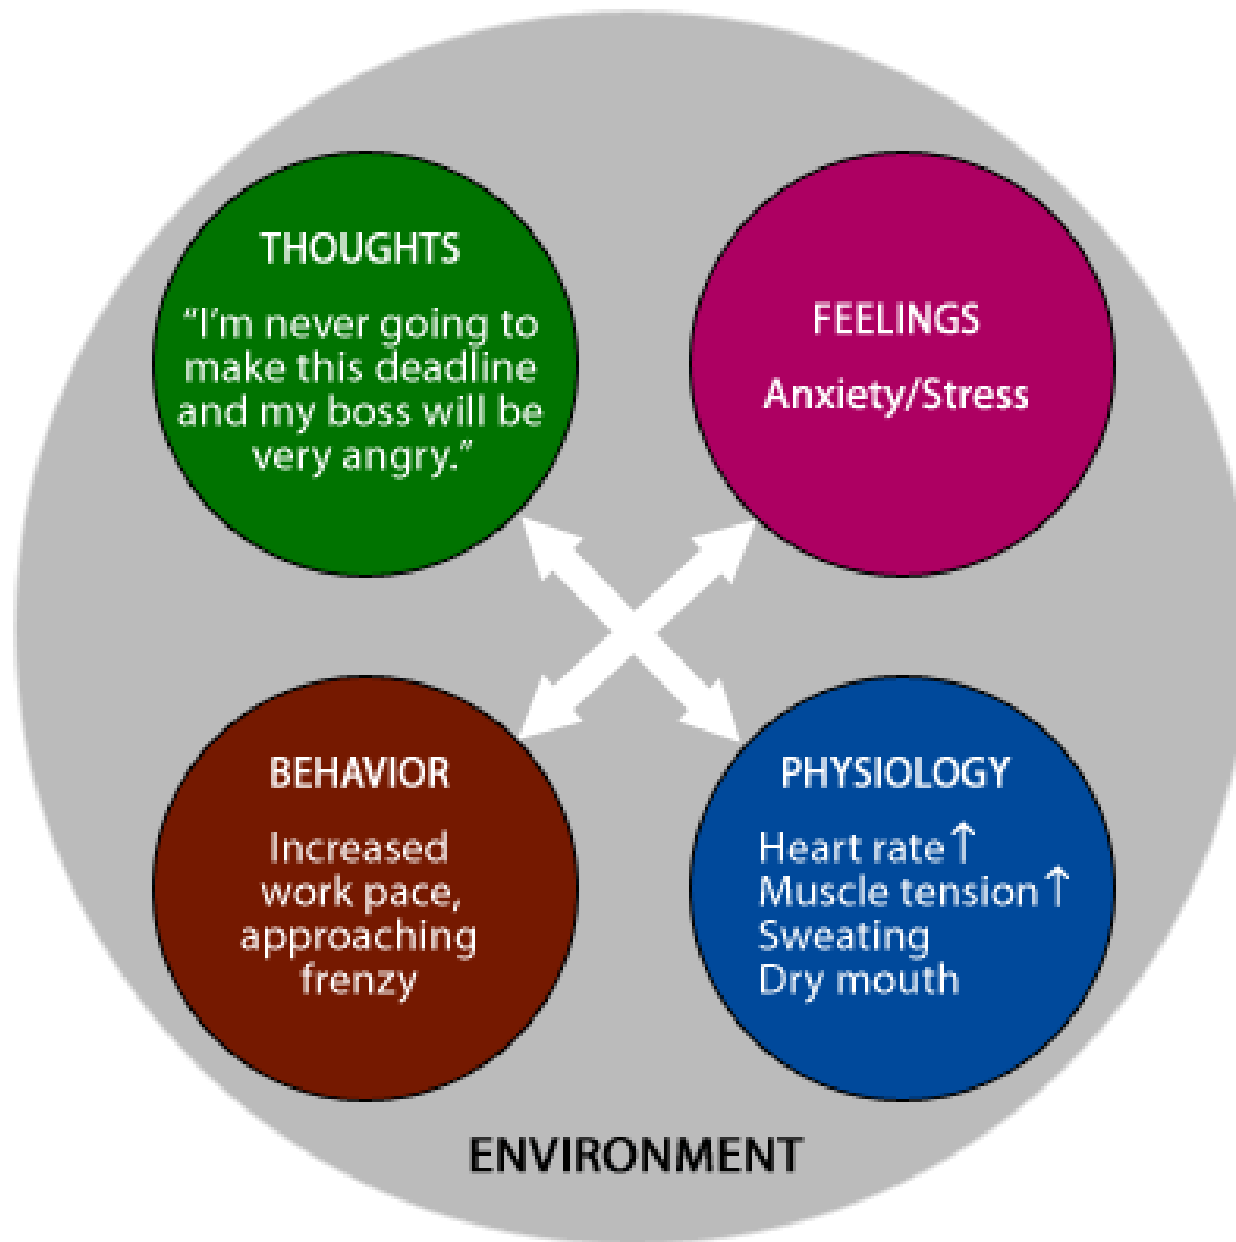 THOUGHTS
“I’m never going to
make this deadline
and my boss will be
very angry.”
FEELINGS
Anxiety/Stress
BEHAVIOR
Increased
work pace,
approaching
frenzy
PHYSIOLOGY
Heart rate↑
Muscle tension↑
Sweating
Dry mouth
ENVIRONMENT